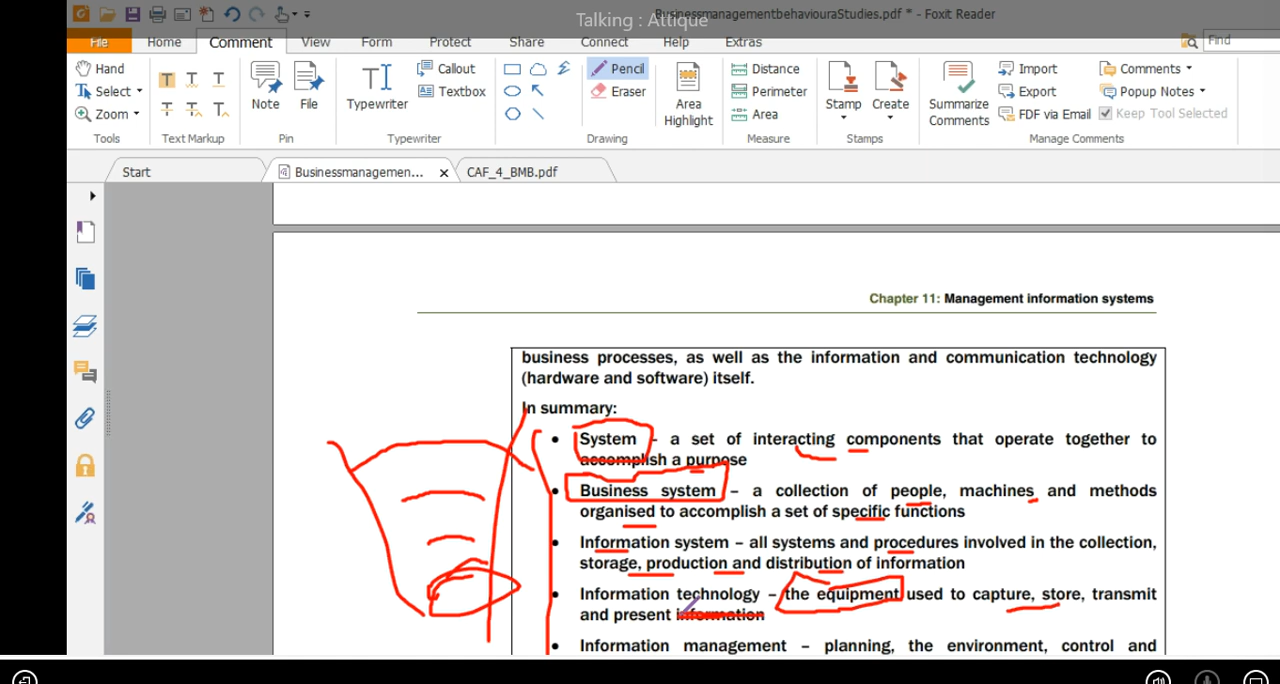 Talking : Attique
BusinessmanagementbehaviouraStudies.pdf * - Foxit Reader
File Home Comment View Form Protect Share Connect Help Extras Find
Hand
Select
Zoom
Tools
Text Markup
Note
File
Pin
Typewriter
Callout
Textbox
Typewriter
Pencil
Eraser
Area
Highlight
Drawing
Distance
Perimeter
Area
Measure
Stamp
Create
Stamps
Summarize
Comments
Import
Export
FDF via Email
Comments
Popup Notes
Keep Tool Selected
Manage Comments
Start
Businessmanagemen...
CAF_4_BMB.pdf
Chapter 11: Management information systems
business processes, as well as the information and communication technology
(hardware and software) itself.
In summary:
• System - a set of interacting components that operate together to
accomplish a purpose
• Business system – a collection of people, machines and methods
organised to accomplish a set of specific functions
• Information system – all systems and procedures involved in the collection,
storage, production and distribution of information
• Information technology – the equipment used to capture, store, transmit
and present information
• Information management – planning, the environment, control and